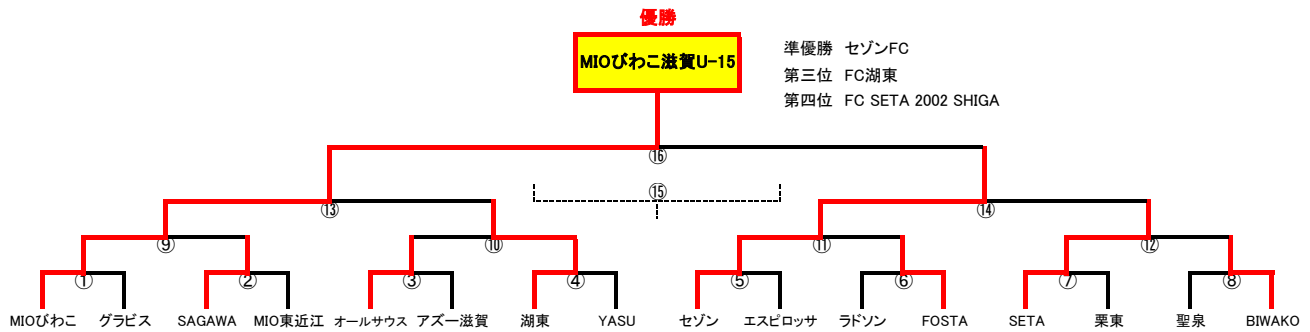 優勝
MIOびわこ滋賀U-15
準優勝 セゾンFC
第三位 FC湖東
第四位 FC SETA 2002 SHIGA
⑯
⑮
⑬ ⑭
⑨ ⑩ ⑪ ⑫
① ② ③ ④ ⑤ ⑥ ⑦ ⑧
MIOびわこ グラビス SAGAWA MIO東近江 オールサウス アズー滋賀 湖東 YASU セゾン エスピロッサ ラドソン FOSTA SETA 栗東 聖泉 BIWAKO